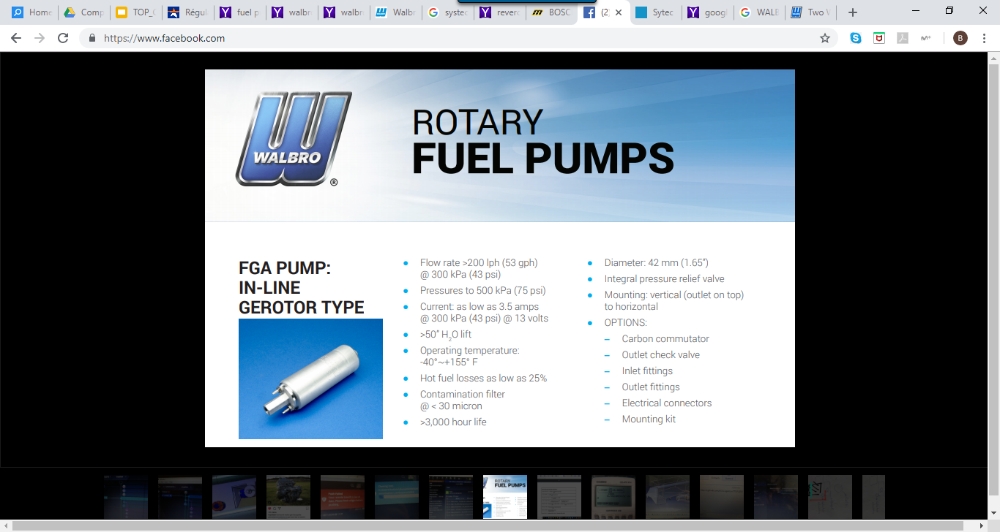 Home
Comp
TOP_
Régul
fuel p
walbr
walbr
Walbr
systec
reverc
BOSC
(2)
Sytec
googl
WALB
Two
https://www.facebook.com
B
WALBRO
®
ROTARY
FUEL PUMPS
FGA PUMP:
IN-LINE
GEROTOR TYPE
• Flow rate >200 lph (53 gph)
@ 300 kPa (43 psi)
• Pressures to 500 kPa (75 psi)
• Current: as low as 3.5 amps
@ 300 kPa (43 psi) @ 13 volts
• >50” H₂O lift
• Operating temperature:
-40°~+155° F
• Hot fuel losses as low as 25%
• Contamination filter
@ < 30 micron
• >3,000 hour life
• Diameter: 42 mm (1.65”)
• Integral pressure relief valve
• Mounting: vertical (outlet on top)
to horizontal
• OPTIONS:
– Carbon commutator
– Outlet check valve
– Inlet fittings
– Outlet fittings
– Electrical connectors
– Mounting kit
ROTARY
FUEL PUMPS